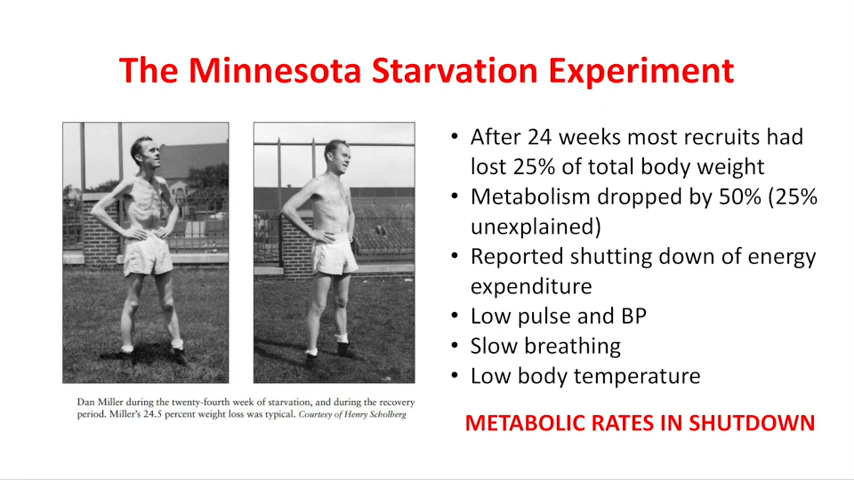 The Minnesota Starvation Experiment
• After 24 weeks most recruits had
lost 25% of total body weight
• Metabolism dropped by 50% (25%
unexplained)
• Reported shutting down of energy
expenditure
• Low pulse and BP
• Slow breathing
• Low body temperature
Dan Miller during the twenty-fourth week of starvation, and during the recovery
period. Miller's 24.5 percent weight loss was typical. Courtesy of Henry Scholberg
METABOLIC RATES IN SHUTDOWN